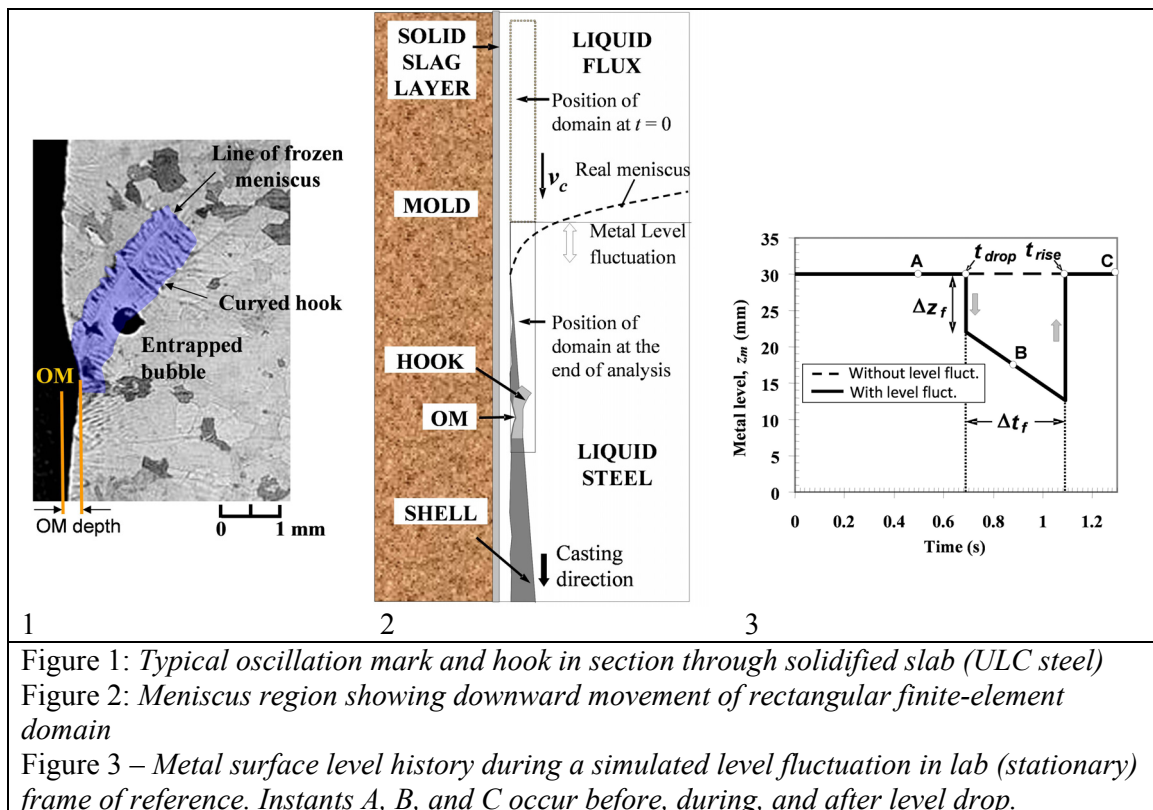 Line of frozen
meniscus
Curved hook
Entrapped
bubble
OM
OM depth
0 1 mm
1
SOLID
SLAG
LAYER
LIQUID
FLUX
Position of
domain at t = 0
v_c
Real meniscus
MOLD
Metal Level
fluctuation
Position of
domain at the
end of analysis
HOOK
OM
LIQUID
STEEL
SHELL
Casting
direction
2
Metal level, z_m (mm)
35
30
25
20
15
10
5
0
A
t_drop t_rise C
Δz_f
B
Without level fluct.
With level fluct.
Δt_f
0 0.2 0.4 0.6 0.8 1 1.2
Time (s)
3
Figure 1: Typical oscillation mark and hook in section through solidified slab (ULC steel)
Figure 2: Meniscus region showing downward movement of rectangular finite-element
domain
Figure 3 – Metal surface level history during a simulated level fluctuation in lab (stationary)
frame of reference. Instants A, B, and C occur before, during, and after level drop.